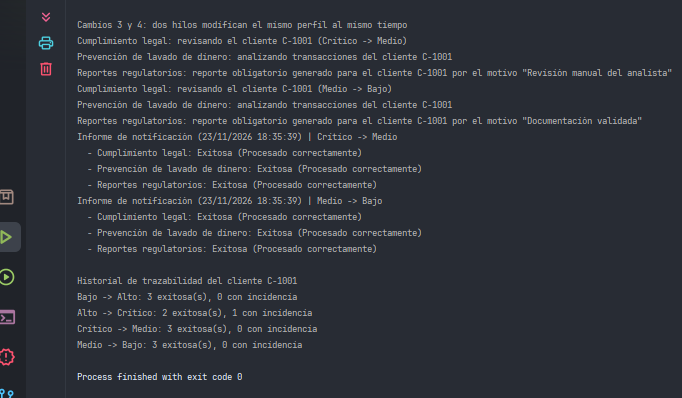 Cambios 3 y 4: dos hilos modifican el mismo perfil al mismo tiempo
Cumplimiento legal: revisando el cliente C-1001 (Crítico -> Medio)
Prevención de lavado de dinero: analizando transacciones del cliente C-1001
Reportes regulatorios: reporte obligatorio generado para el cliente C-1001 por el motivo "Revisión manual del analista"
Cumplimiento legal: revisando el cliente C-1001 (Medio -> Bajo)
Prevención de lavado de dinero: analizando transacciones del cliente C-1001
Reportes regulatorios: reporte obligatorio generado para el cliente C-1001 por el motivo "Documentación validada"
Informe de notificación (23/11/2026 18:35:39) | Crítico -> Medio
- Cumplimiento legal: Exitosa (Procesado correctamente)
- Prevención de lavado de dinero: Exitosa (Procesado correctamente)
- Reportes regulatorios: Exitosa (Procesado correctamente)
Informe de notificación (23/11/2026 18:35:39) | Medio -> Bajo
- Cumplimiento legal: Exitosa (Procesado correctamente)
- Prevención de lavado de dinero: Exitosa (Procesado correctamente)
- Reportes regulatorios: Exitosa (Procesado correctamente)
Historial de trazabilidad del cliente C-1001
Bajo -> Alto: 3 exitosa(s), 0 con incidencia
Alto -> Crítico: 2 exitosa(s), 1 con incidencia
Crítico -> Medio: 3 exitosa(s), 0 con incidencia
Medio -> Bajo: 3 exitosa(s), 0 con incidencia
Process finished with exit code 0